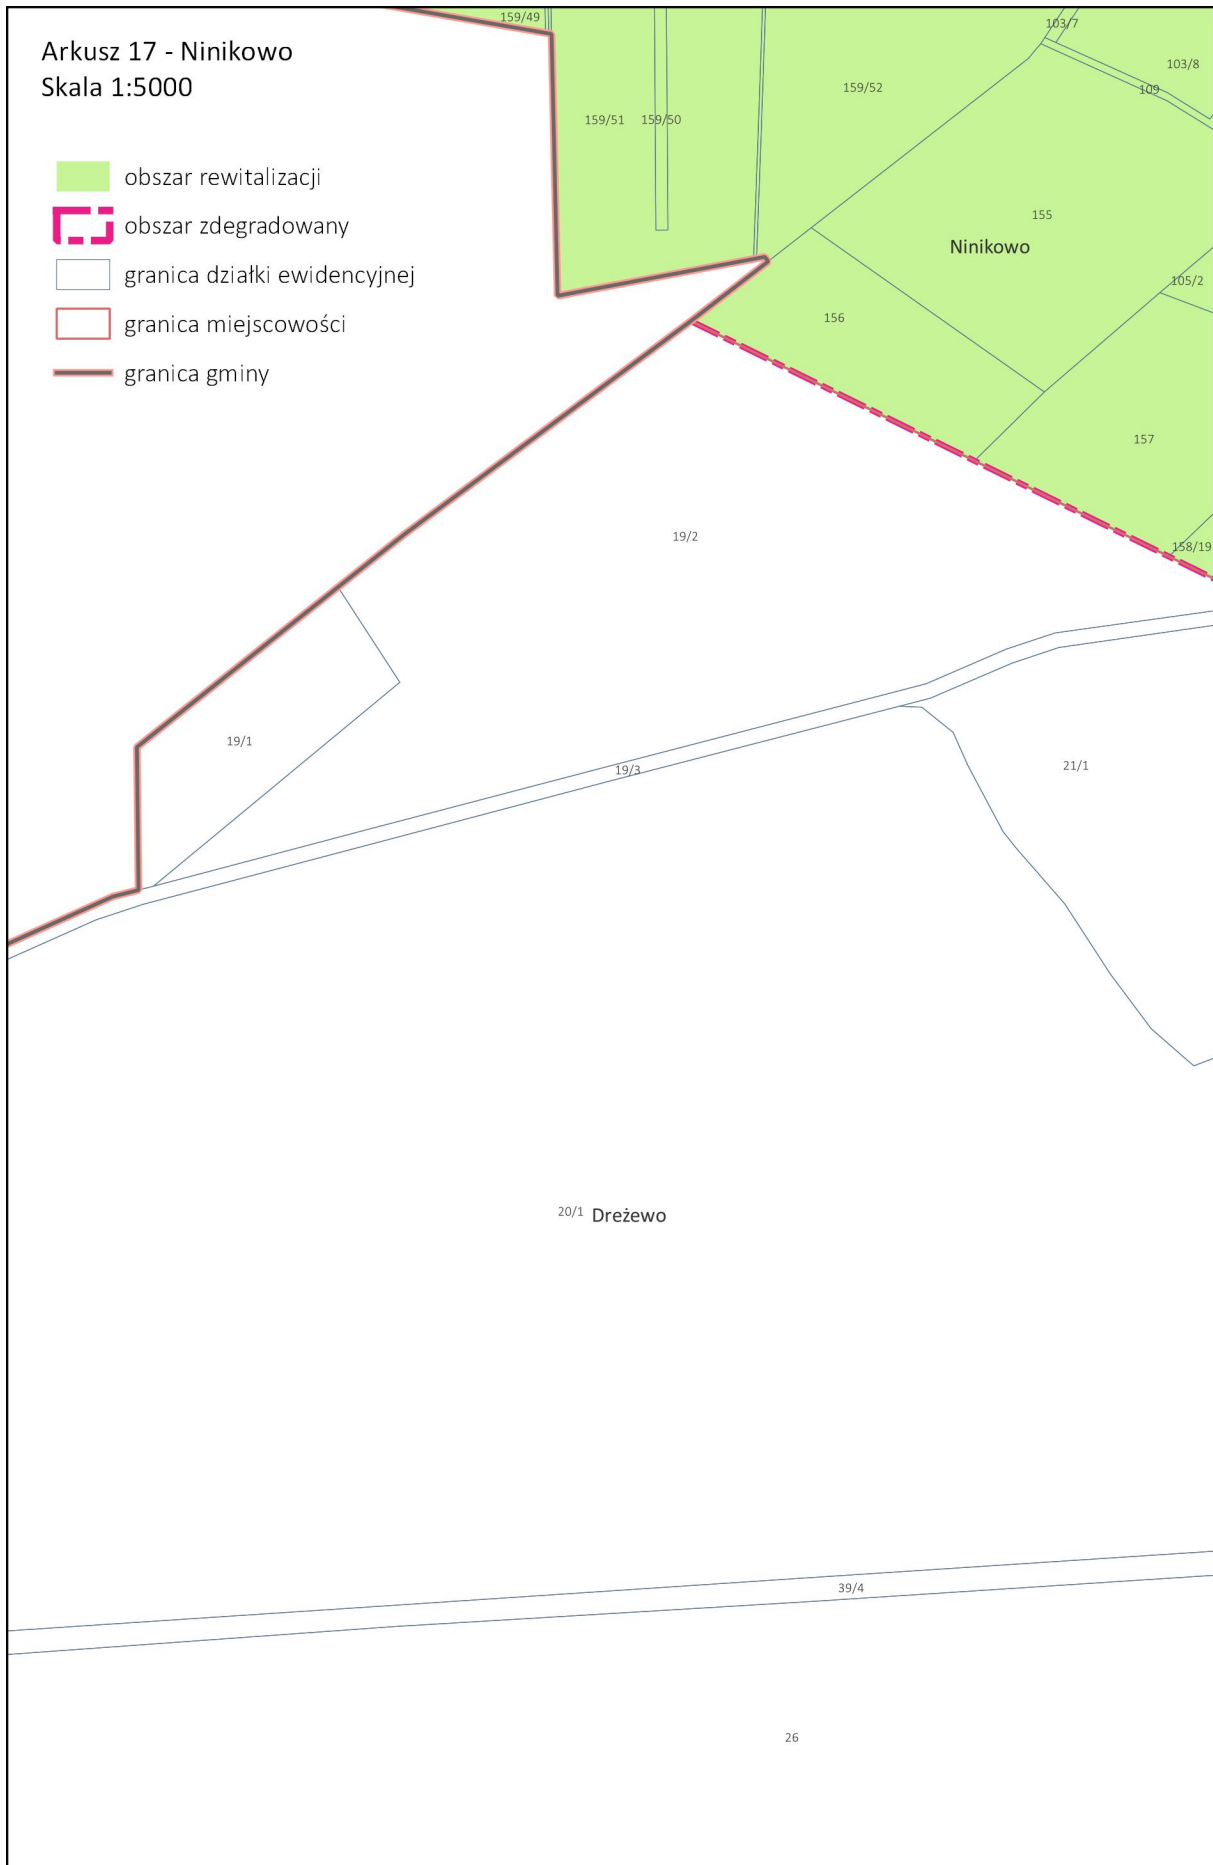 Arkusz 17 - Ninikowo
Skala 1:5000
obszar rewitalizacji
obszar zdegradowany
granica działki ewidencyjnej
granica miejscowości
granica gminy
159/49
103/7
103/8
159/52
109
159/51
159/50
155
Ninikowo
105/2
156
157
19/2
158/19
19/1
19/3
21/1
20/1
Dreżewo
39/4
26